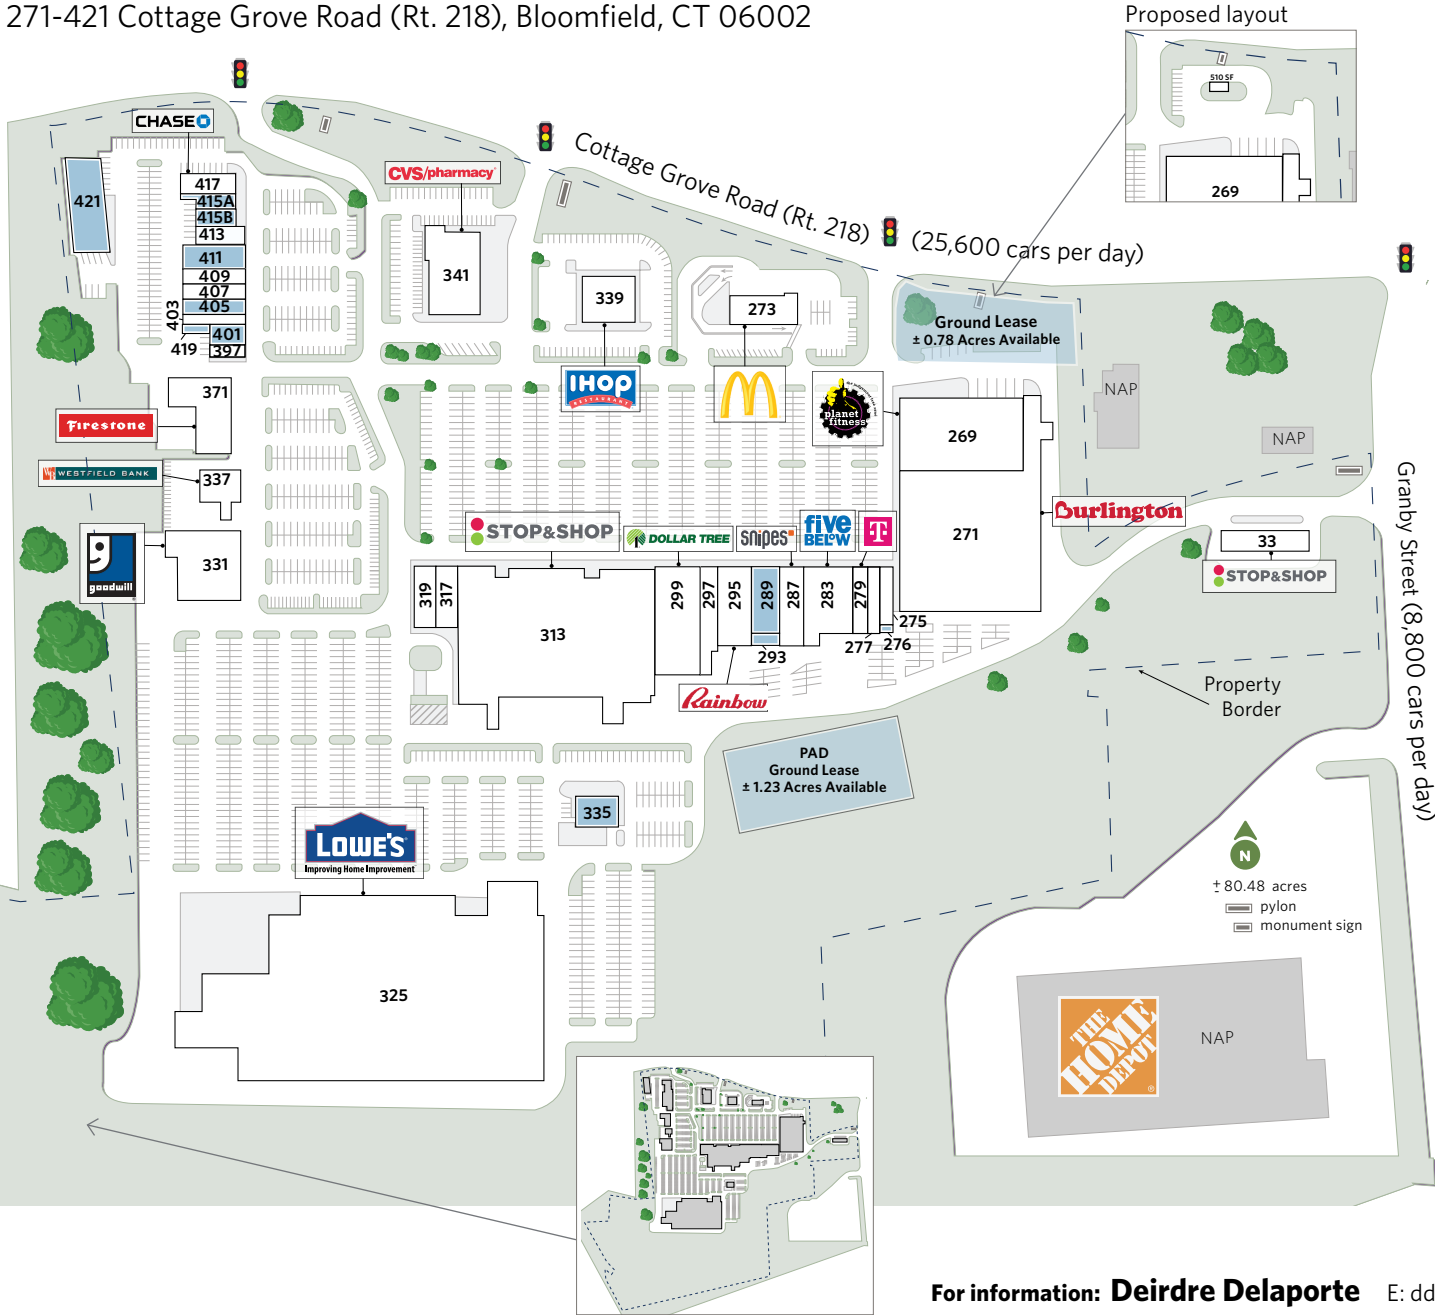 271-421 Cottage Grove Road (Rt. 218), Bloomfield, CT 06002
Proposed layout
510 SF
269
CHASE
417
415A
415B
413
411
409
407
405
403
401
419
397
421
CVS/pharmacy
341
Cottage Grove Road (Rt. 218)
(25,600 cars per day)
339
273
Ground Lease
± 0.78 Acres Available
NAP
NAP
IHOP
RESTAURANT
planet
fitness
269
271
Burlington
371
Firestone
WESTFIELD BANK
337
goodwill
331
STOP&SHOP
DOLLAR TREE
snipes
five
BEL°W
T
33
STOP&SHOP
Granby Street (8,800 cars per day)
319
317
313
299
297
295
289
287
283
279
275
277
276
293
Rainbow
Property
Border
PAD
Ground Lease
± 1.23 Acres Available
335
LOWE'S
Improving Home Improvement
325
N
± 80.48 acres
pylon
monument sign
THE
HOME
DEPOT
NAP
For information: Deirdre Delaporte E: dd